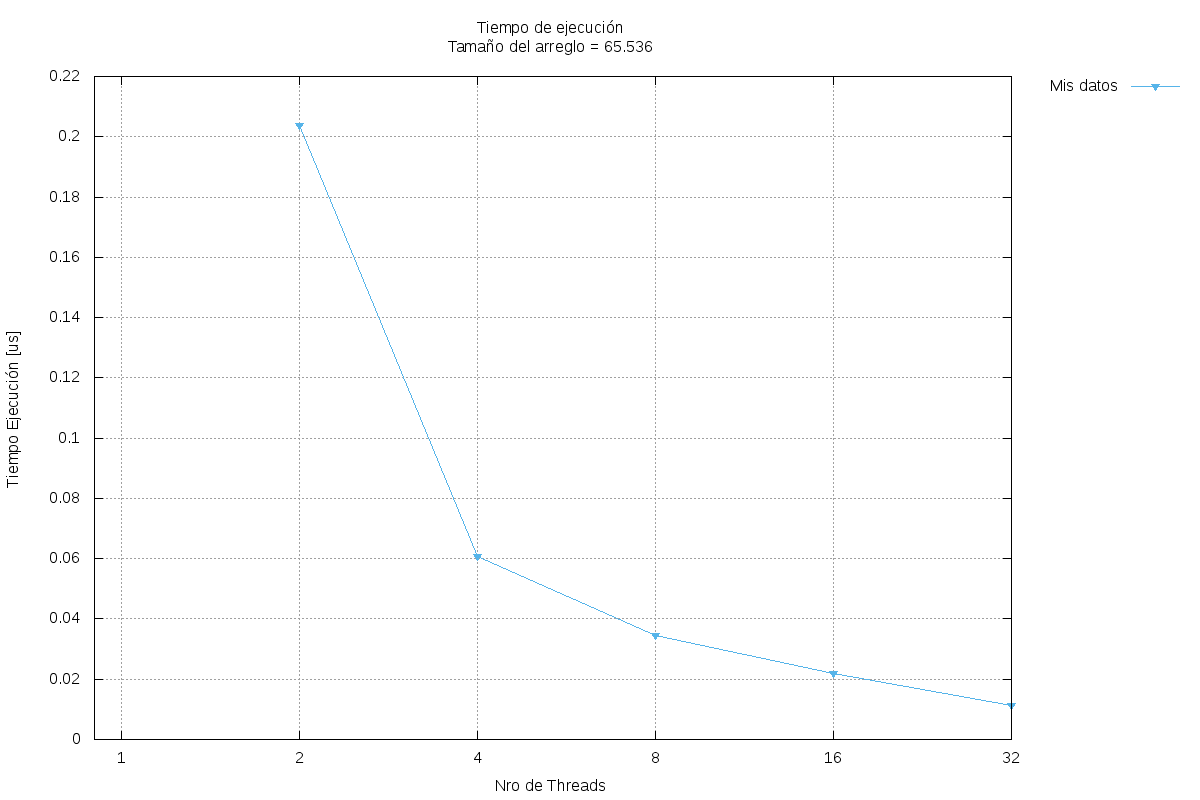 Tiempo de ejecución
Tamaño del arreglo = 65.536
Mis datos
0.22
0.2
0.18
0.16
0.14
0.12
0.1
0.08
0.06
0.04
0.02
0
Tiempo Ejecución [us]
1 2 4 8 16 32
Nro de Threads